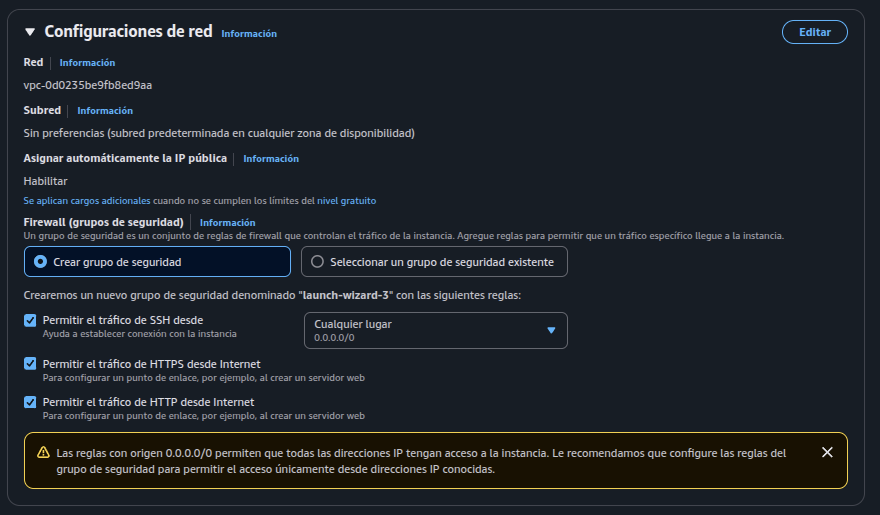 Configuraciones de red Información
Editar
Red Información
vpc-0d0235be9fb8ed9aa
Subred Información
Sin preferencias (subred predeterminada en cualquier zona de disponibilidad)
Asignar automáticamente la IP pública Información
Habilitar
Se aplican cargos adicionales cuando no se cumplen los límites del nivel gratuito
Firewall (grupos de seguridad) Información
Un grupo de seguridad es un conjunto de reglas de firewall que controlan el tráfico de la instancia. Agregue reglas para permitir que un tráfico específico llegue a la instancia.
Crear grupo de seguridad
Seleccionar un grupo de seguridad existente
Crearemos un nuevo grupo de seguridad denominado "launch-wizard-3" con las siguientes reglas:
Permitir el tráfico de SSH desde
Ayuda a establecer conexión con la instancia
Cualquier lugar
0.0.0.0/0
Permitir el tráfico de HTTPS desde Internet
Para configurar un punto de enlace, por ejemplo, al crear un servidor web
Permitir el tráfico de HTTP desde Internet
Para configurar un punto de enlace, por ejemplo, al crear un servidor web
Las reglas con origen 0.0.0.0/0 permiten que todas las direcciones IP tengan acceso a la instancia. Le recomendamos que configure las reglas del
grupo de seguridad para permitir el acceso únicamente desde direcciones IP conocidas.